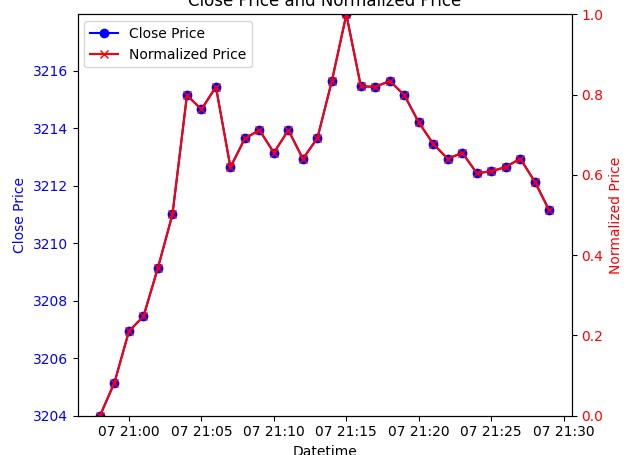 Close Price and Normalized Price
Close Price
Normalized Price
3216
3214
3212
3210
3208
3206
3204
Close Price
1.0
0.8
0.6
0.4
0.2
0.0
Normalized Price
07 21:00 07 21:05 07 21:10 07 21:15 07 21:20 07 21:25 07 21:30
Datetime